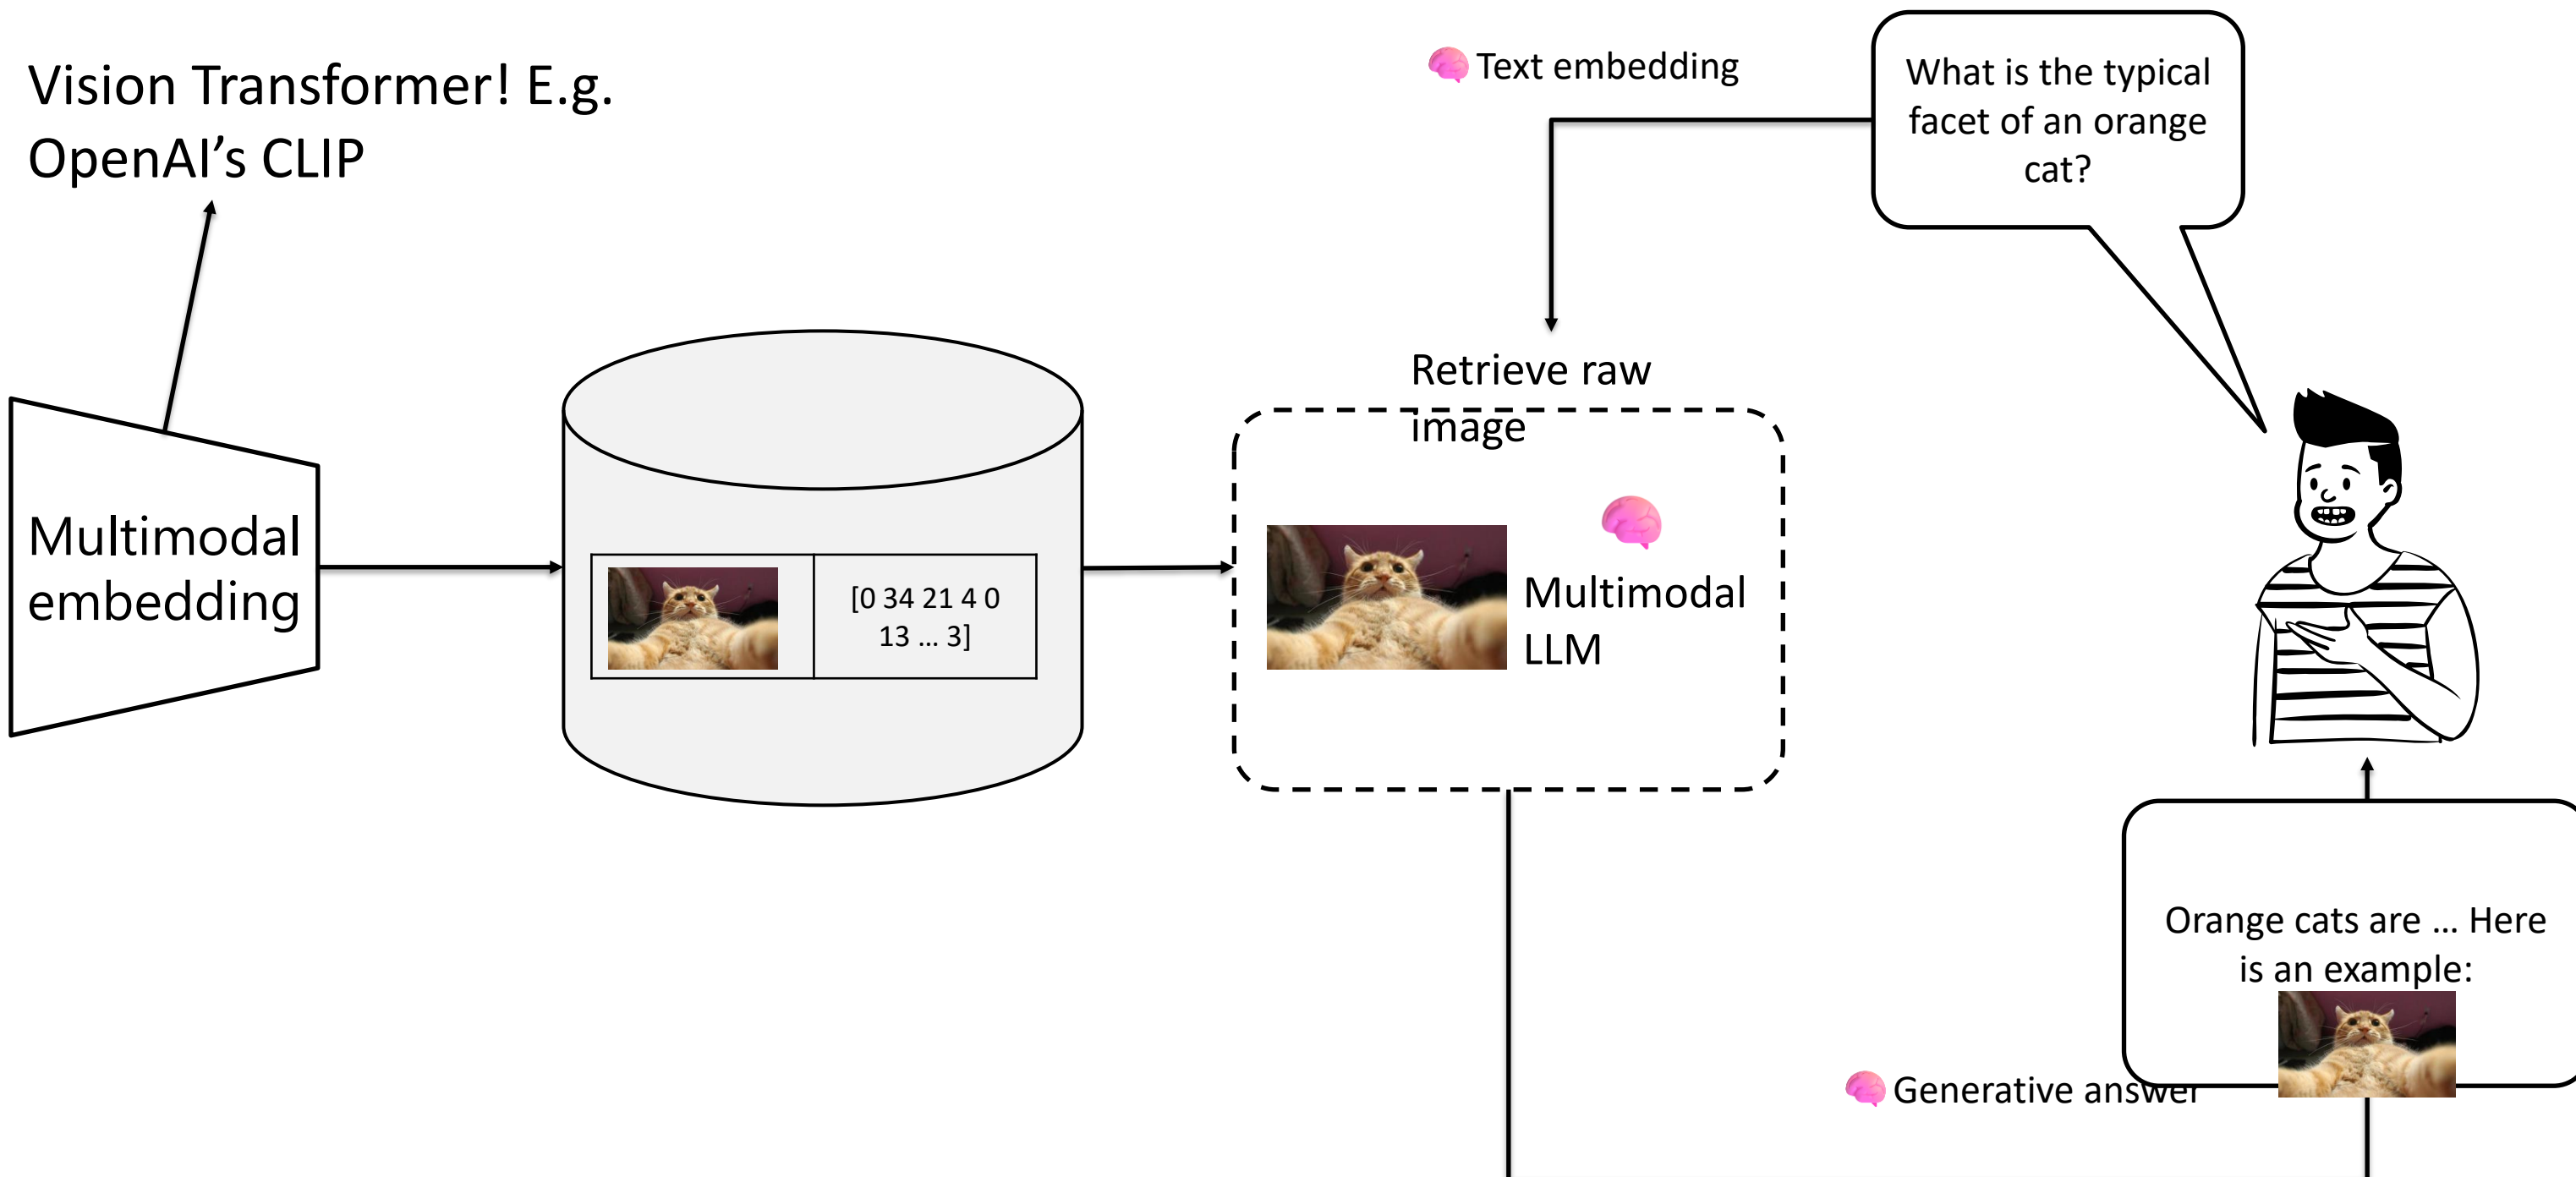 Vision Transformer! E.g.
OpenAI’s CLIP
Text embedding
What is the typical
facet of an orange
cat?
Retrieve raw
image
Multimodal
embedding
[0 34 21 4 0
13 … 3]
Multimodal
LLM
Orange cats are … Here
is an example:
Generative answer